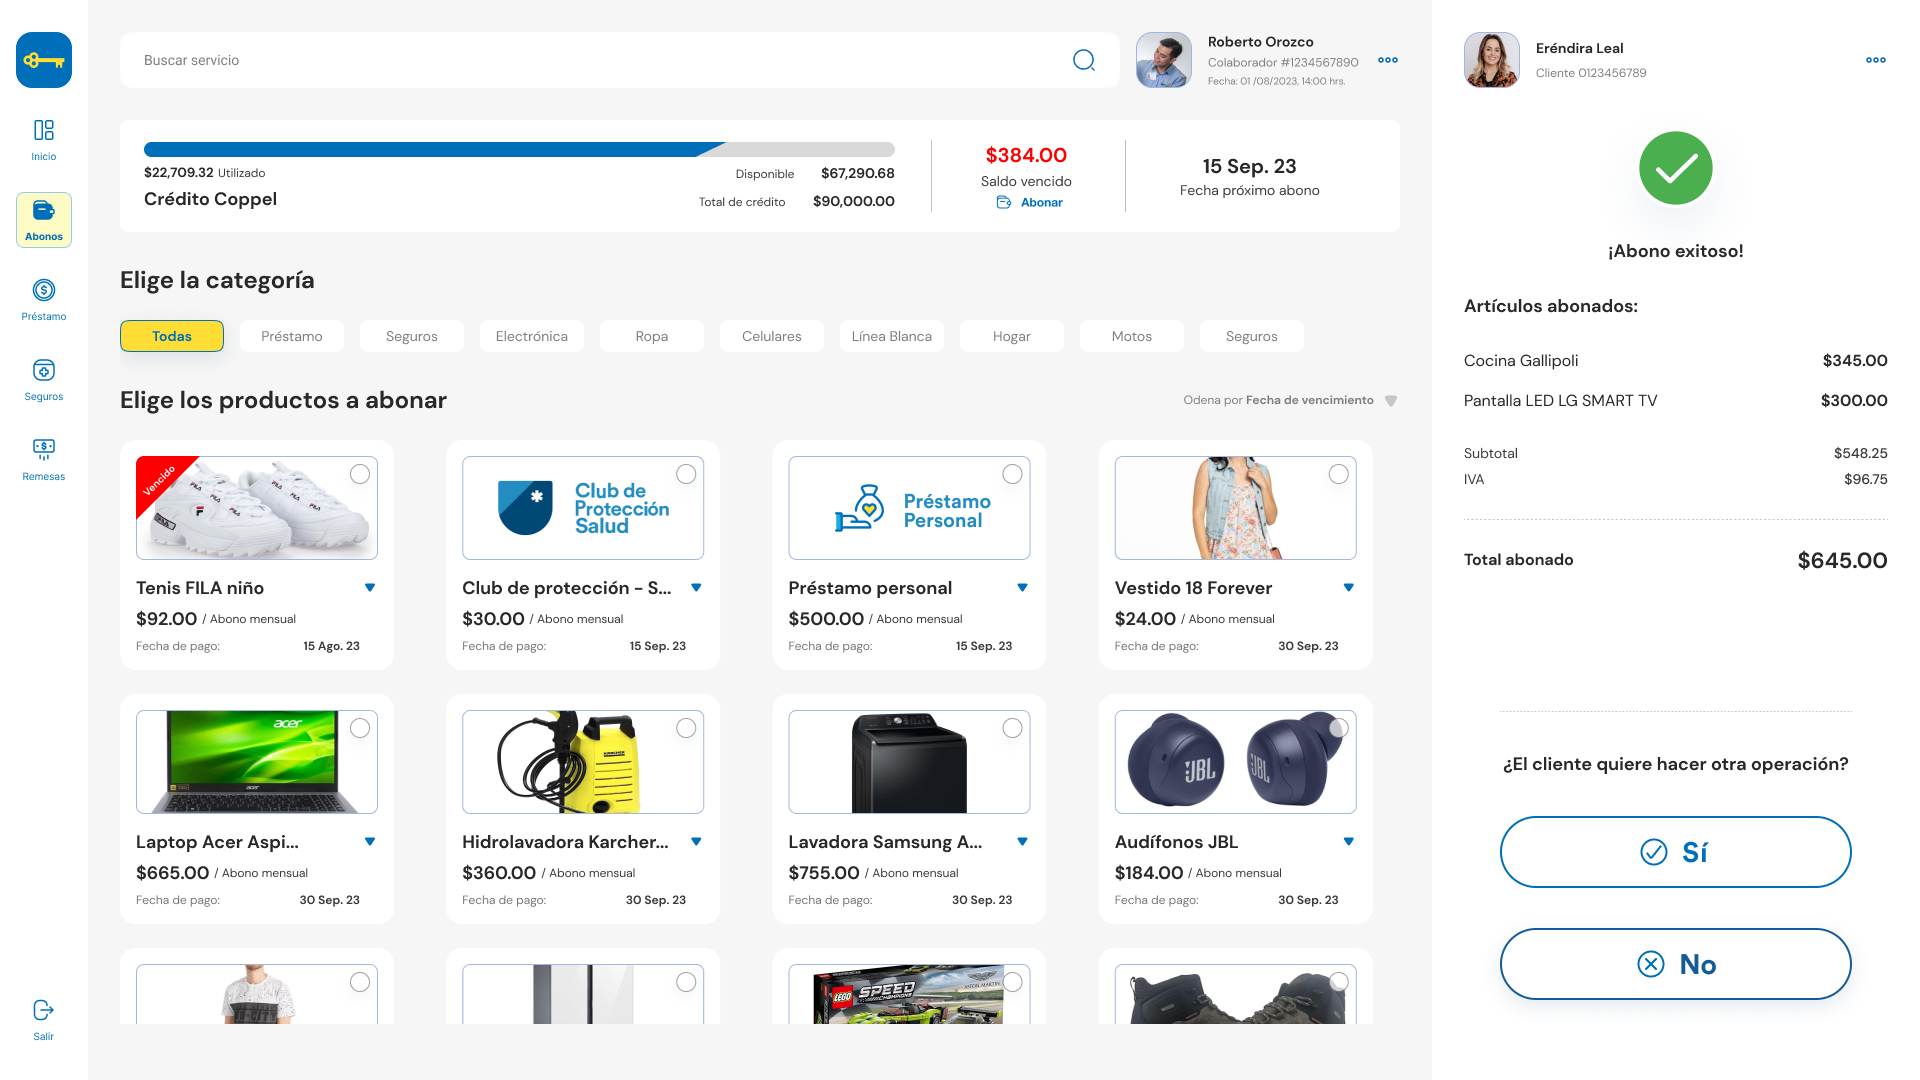 Inicio
Abonos
Préstamo
Seguros
Remesas
Salir
Buscar servicio
Roberto Orozco
Colaborador #1234567890
Fecha: 01 /08/2023, 14:00 hrs.
$22,709.32 Utilizado
Disponible $67,290.68
Crédito Coppel
Total de crédito $90,000.00
$384.00
Saldo vencido
Abonar
15 Sep. 23
Fecha próximo abono
Elige la categoría
Todas Préstamo Seguros Electrónica Ropa Celulares Línea Blanca Hogar Motos Seguros
Elige los productos a abonar
Odena por Fecha de vencimiento
Vencido
FILA
Tenis FILA niño
$92.00 / Abono mensual
Fecha de pago: 15 Ago. 23
Club de
Protección
Salud
Club de protección - S...
$30.00 / Abono mensual
Fecha de pago: 15 Sep. 23
Préstamo
Personal
Préstamo personal
$500.00 / Abono mensual
Fecha de pago: 15 Sep. 23
Vestido 18 Forever
$24.00 / Abono mensual
Fecha de pago: 30 Sep. 23
acer
acer
Laptop Acer Aspi...
$665.00 / Abono mensual
Fecha de pago: 30 Sep. 23
KARCHER
Hidrolavadora Karcher...
$360.00 / Abono mensual
Fecha de pago: 30 Sep. 23
Lavadora Samsung A...
$755.00 / Abono mensual
Fecha de pago: 30 Sep. 23
JBL
JBL
Audífonos JBL
$184.00 / Abono mensual
Fecha de pago: 30 Sep. 23
LEGO
SPEED
CHAMPIONS
ASTON MARTIN
Eréndira Leal
Cliente 0123456789
¡Abono exitoso!
Artículos abonados:
Cocina Gallipoli $345.00
Pantalla LED LG SMART TV $300.00
Subtotal $548.25
IVA $96.75
Total abonado $645.00
¿El cliente quiere hacer otra operación?
Sí
No